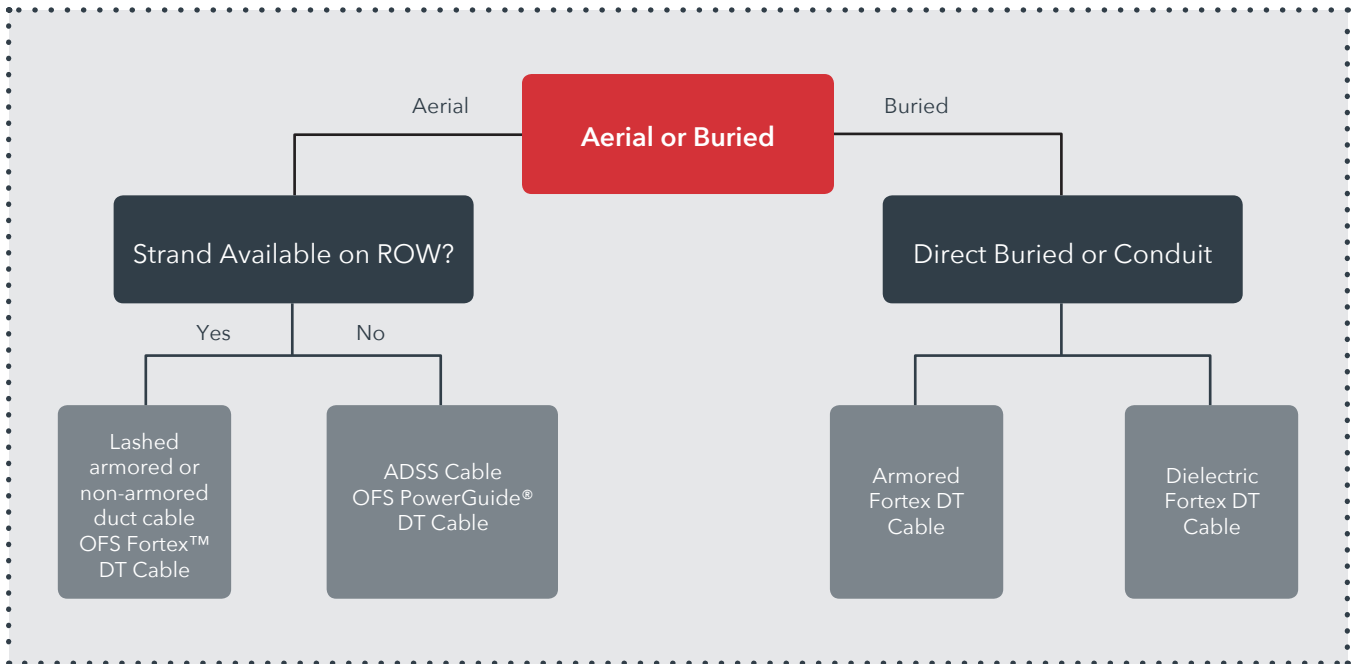 Aerial
Aerial or Buried
Buried
Strand Available on ROW?
Direct Buried or Conduit
Yes
No
Lashed
armored or
non-armored
duct cable
OFS Fortex™
DT Cable
ADSS Cable
OFS PowerGuide®
DT Cable
Armored
Fortex DT
Cable
Dielectric
Fortex DT
Cable